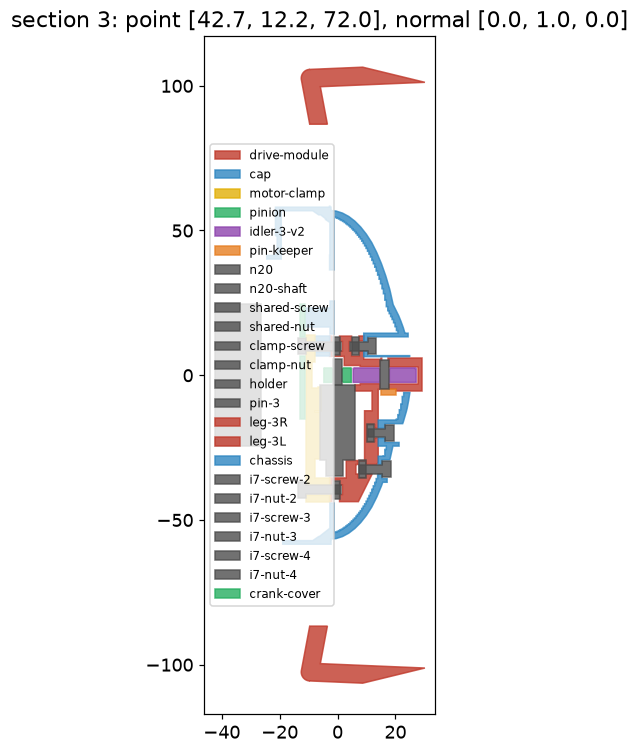 section 3: point [42.7, 12.2, 72.0], normal [0.0, 1.0, 0.0]
100
50
0
−50
−100
drive-module
cap
motor-clamp
pinion
idler-3-v2
pin-keeper
n20
n20-shaft
shared-screw
shared-nut
clamp-screw
clamp-nut
holder
pin-3
leg-3R
leg-3L
chassis
i7-screw-2
i7-nut-2
i7-screw-3
i7-nut-3
i7-screw-4
i7-nut-4
crank-cover
−40 −20 0 20